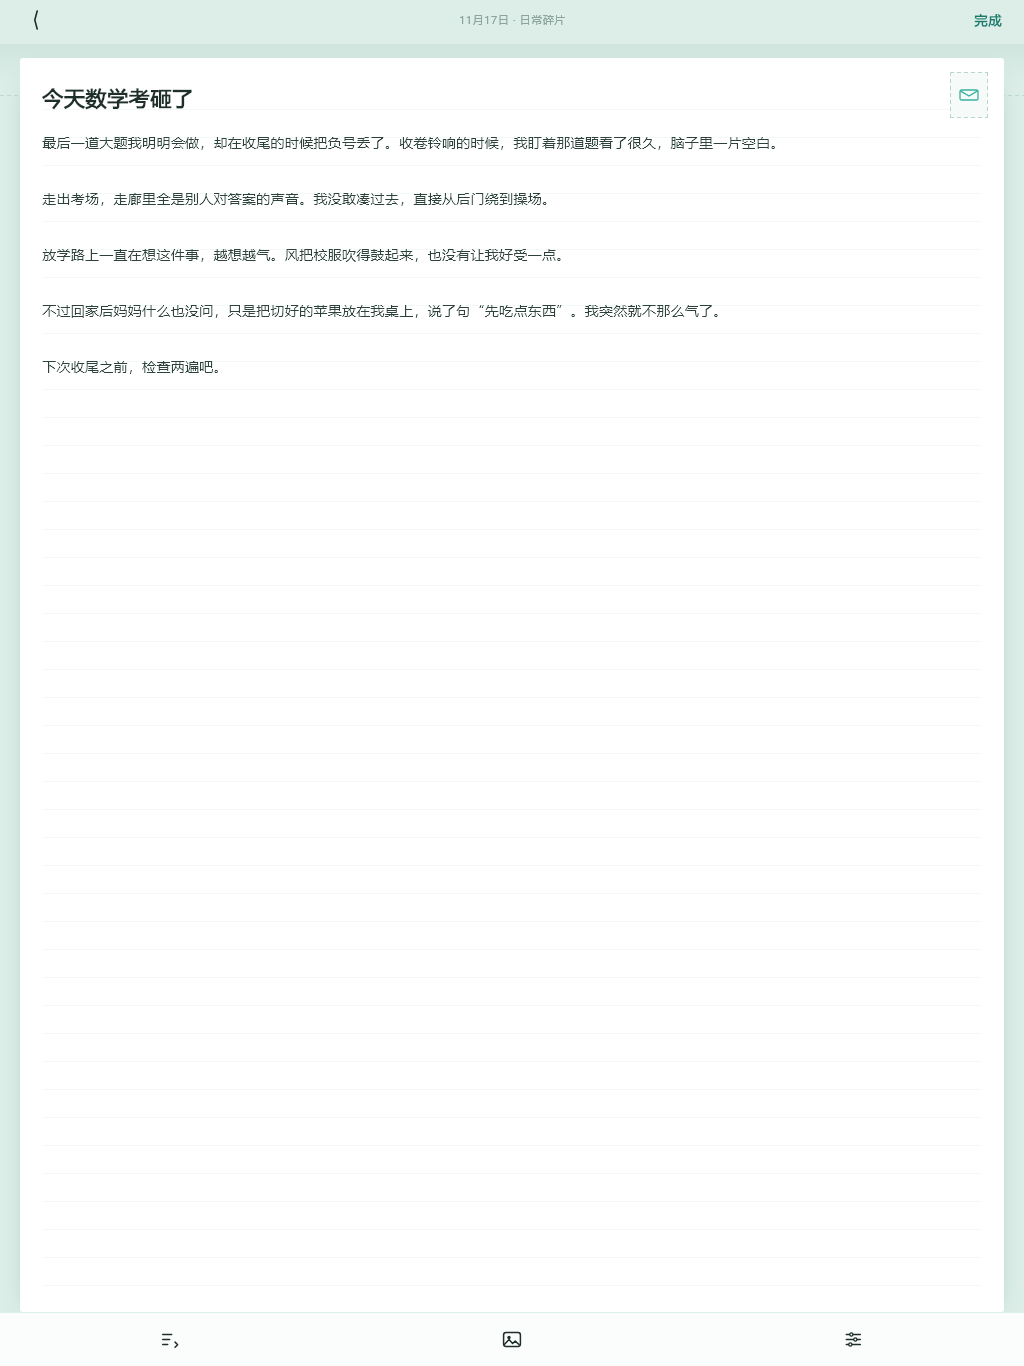 11月17日 · 日常碎片
完成
今天数学考砸了
最后一道大题我明明会做，却在收尾的时候把负号丢了。收卷铃响的时候，我盯着那道题看了很久，脑子里一片空白。
走出考场，走廊里全是别人对答案的声音。我没敢凑过去，直接从后门绕到操场。
放学路上一直在想这件事，越想越气。风把校服吹得鼓起来，也没有让我好受一点。
不过回家后妈妈什么也没问，只是把切好的苹果放在我桌上，说了句“先吃点东西”。我突然就不那么气了。
下次收尾之前，检查两遍吧。